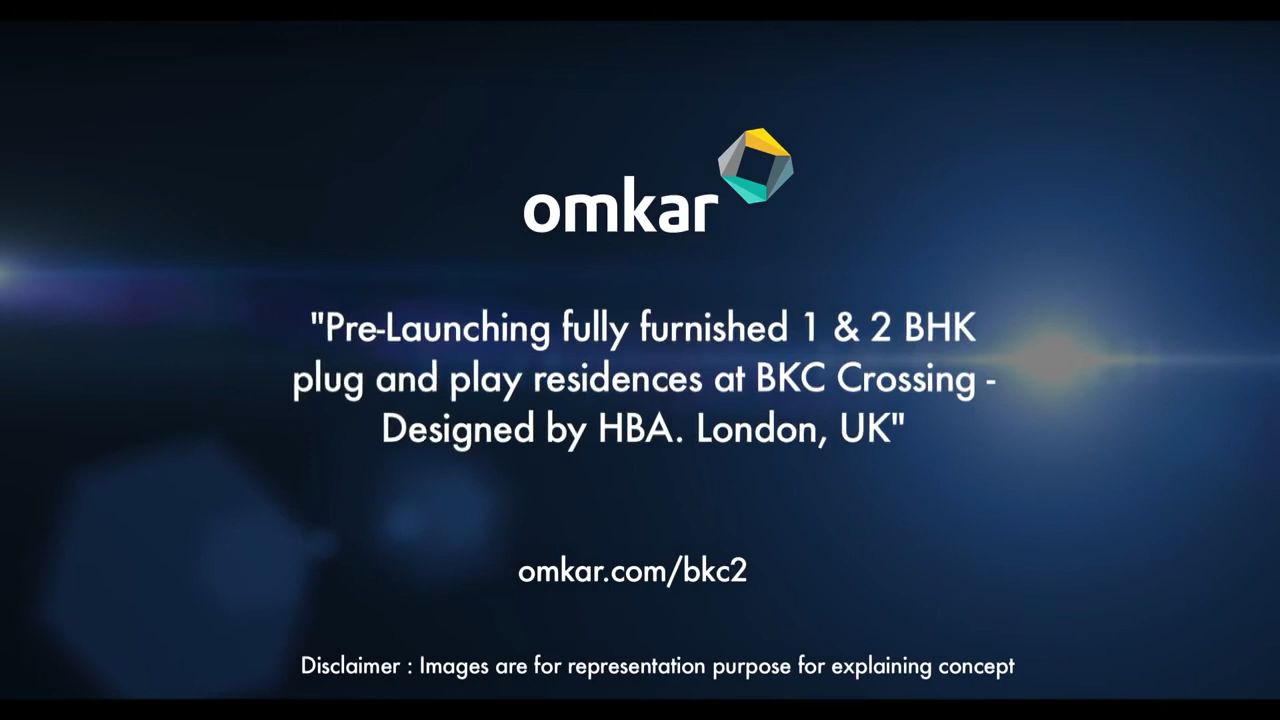 omkar
"Pre-Launching fully furnished 1 & 2 BHK
plug and play residences at BKC Crossing -
Designed by HBA. London, UK"
omkar.com/bkc2
Disclaimer : Images are for representation purpose for explaining concept